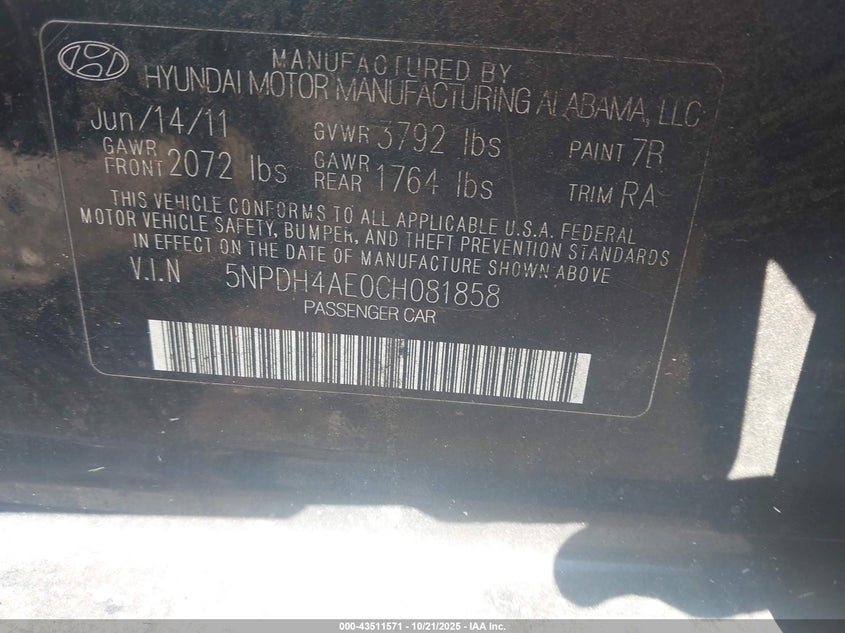 MANUFACTURED BY
HYUNDAI MOTOR MANUFACTURING ALABAMA, LLC
Jun/14/11 GVWR 3792 lbs PAINT 7R
GAWR FRONT 2072 lbs GAWR REAR 1764 lbs TRIM RA
THIS VEHICLE CONFORMS TO ALL APPLICABLE U.S.A. FEDERAL
MOTOR VEHICLE SAFETY, BUMPER, AND THEFT PREVENTION STANDARDS
IN EFFECT ON THE DATE OF MANUFACTURE SHOWN ABOVE
V.I.N 5NPDH4AE0CH081858
PASSENGER CAR
000-43511571 - 10/21/2025 - IAA Inc.